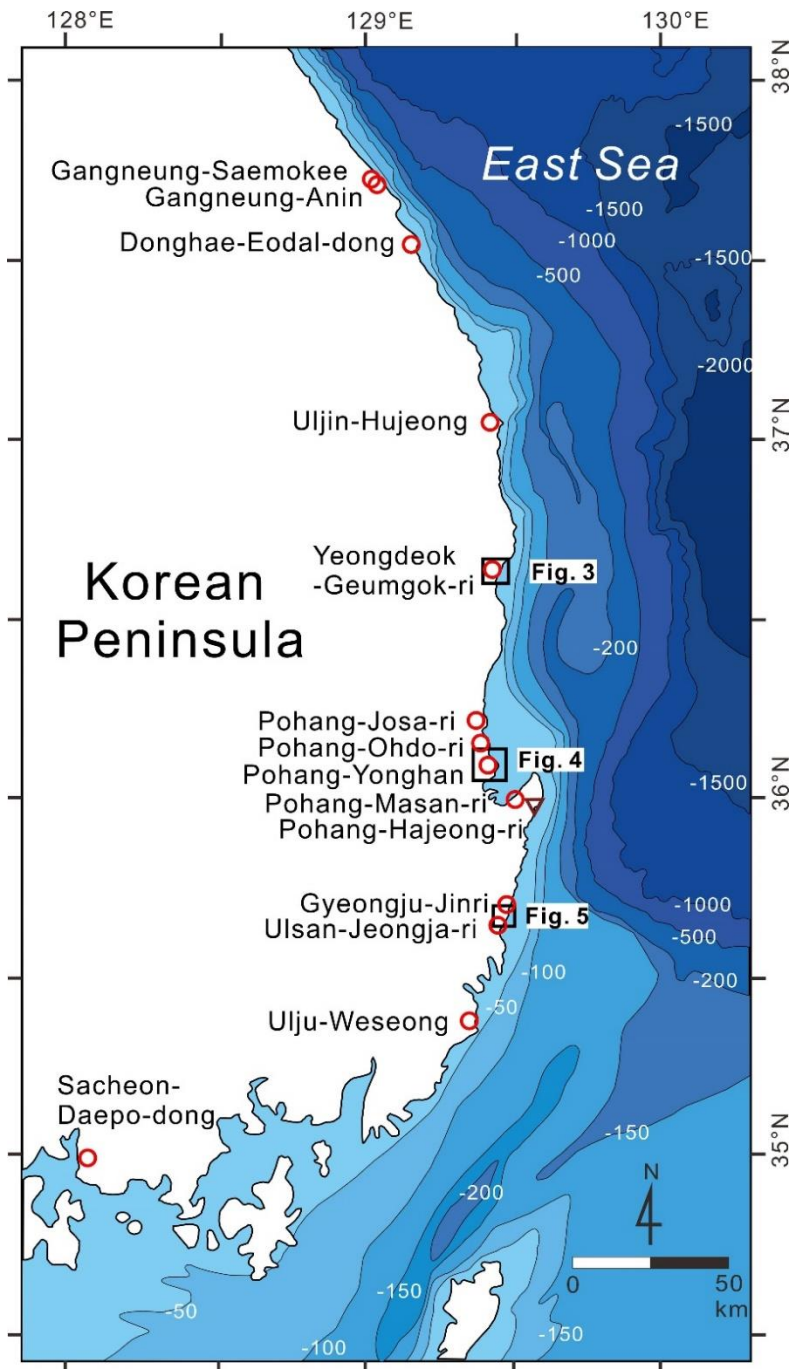 128°E
129°E
130°E
38°N
-1500
East Sea
Gangneung-Saemokee
Gangneung-Anin
-1500
-1000
Donghae-Eodal-dong
-1500
-500
-2000
Uljin-Hujeong
37°N
Yeongdeok
-Geumgok-ri
Fig. 3
Korean
Peninsula
-200
Pohang-Josa-ri
Pohang-Ohdo-ri
Fig. 4
Pohang-Yonghan
-1500
36°N
Pohang-Masan-ri
Pohang-Hajeong-ri
Gyeongju-Jinri
-1000
Fig. 5
Ulsan-Jeongja-ri
-500
-100
-200
-50
Ulju-Weseong
Sacheon-
Daepo-dong
-150
35°N
N
-200
0
50
km
-150
-50
-100
-150